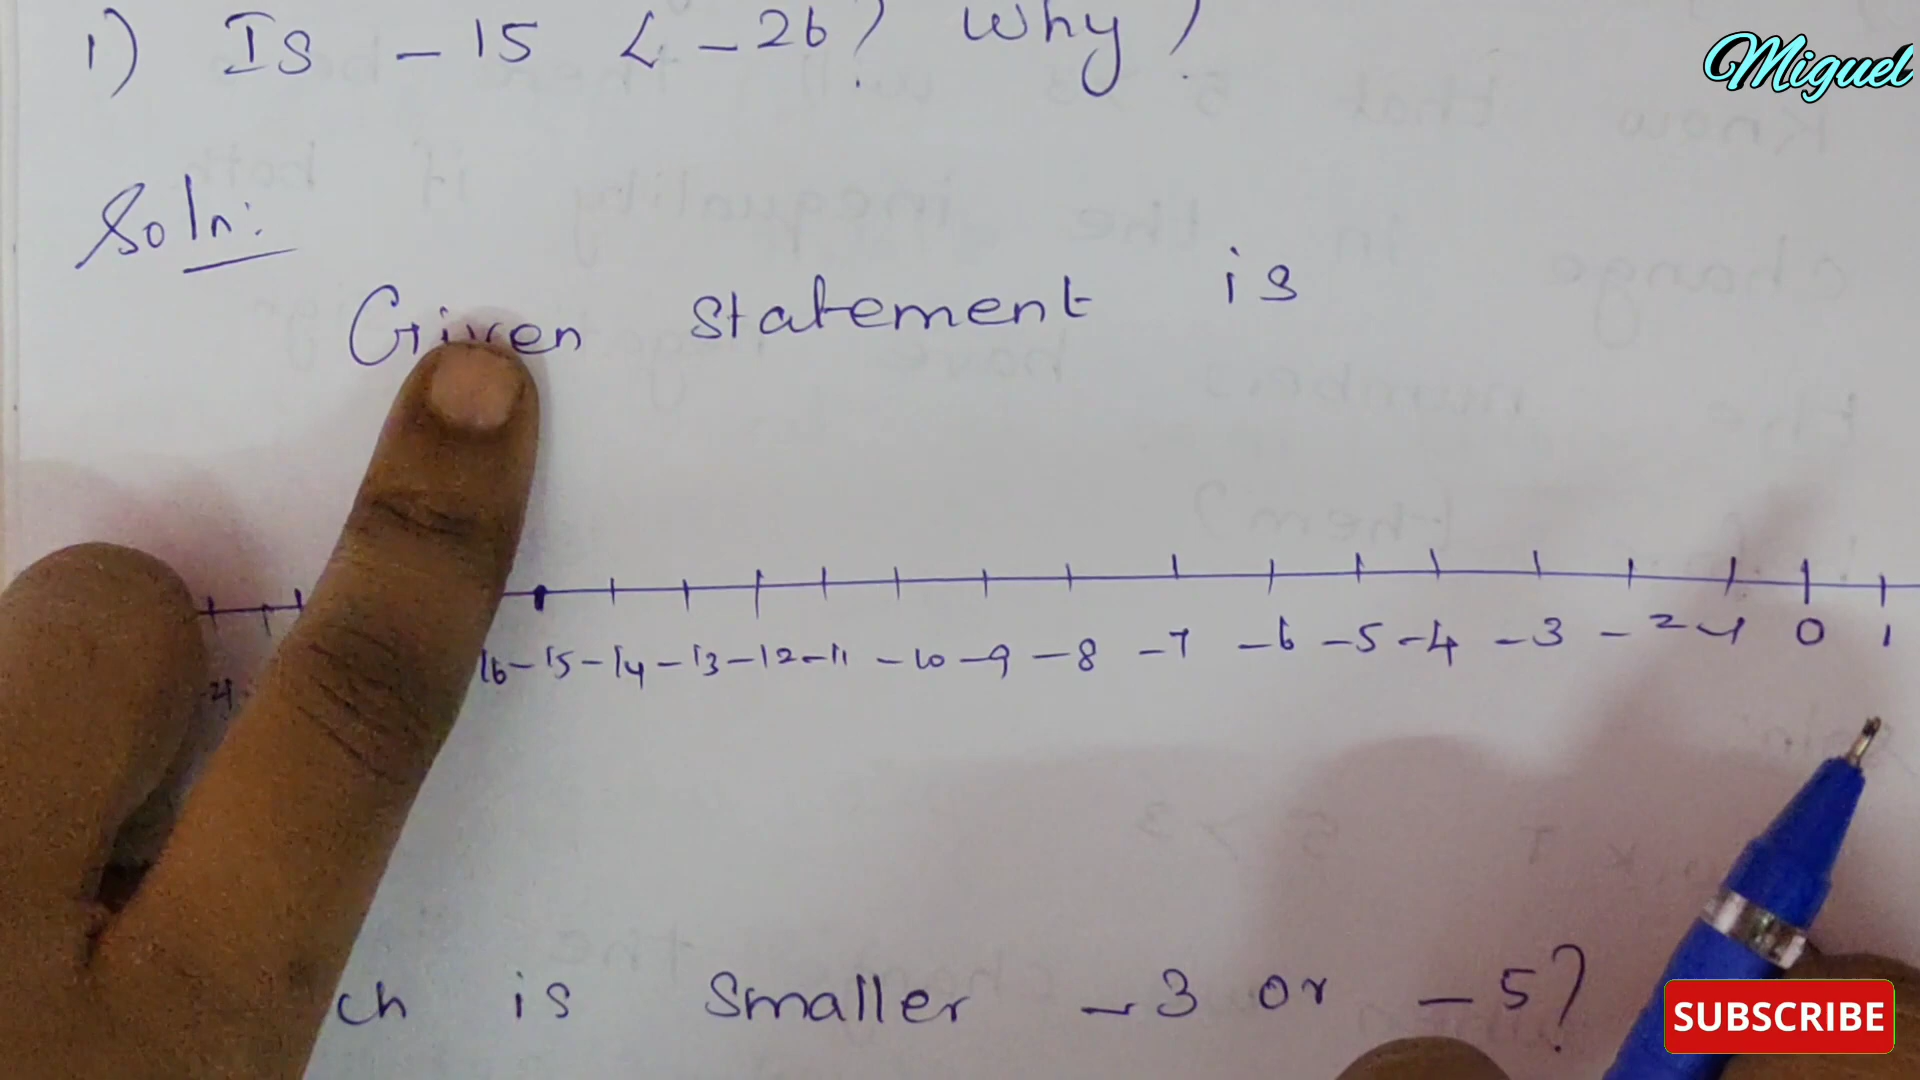 1) Is -15 < -26? Why?
Miguel
Soln:
Given statement is
16 -15 -14 -13 -12 -11 -10 -9 -8 -7 -6 -5 -4 -3 -2 -1 0 1
ch is smaller -3 or -5?
SUBSCRIBE